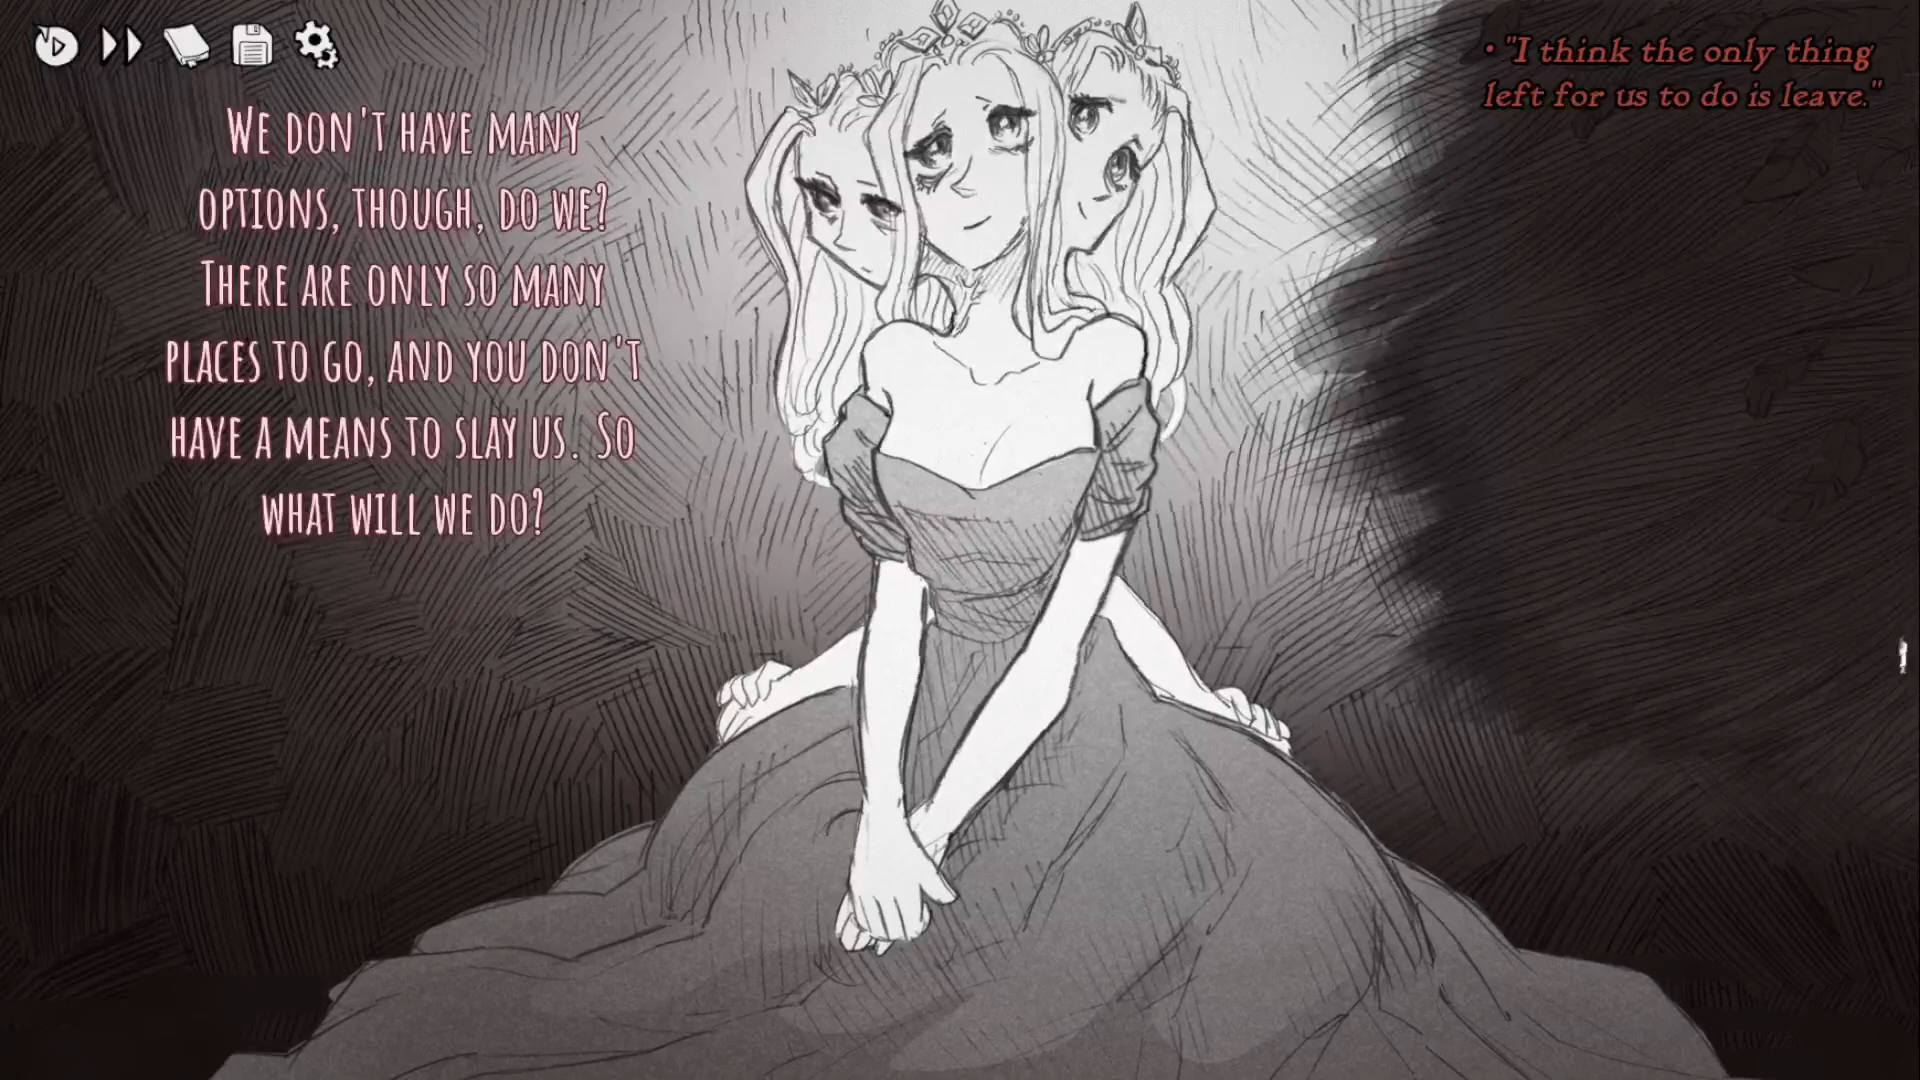 We don't have many
options, though, do we?
There are only so many
places to go, and you don't
have a means to slay us. So
what will we do?
• "I think the only thing
left for us to do is leave."